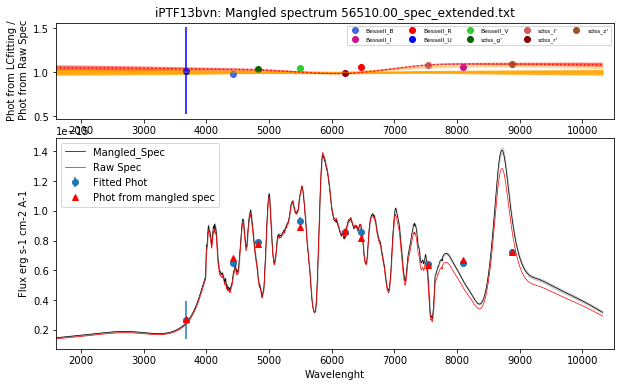 iPTF13bvn: Mangled spectrum 56510.00_spec_extended.txt
Phot from LCfitting /
Phot from Raw Spec
1.5
1.0
0.5
Bessell_B
Bessell_I
Bessell_R
Bessell_U
Bessell_V
sdss_g'
sdss_i'
sdss_r'
sdss_z'
2000 3000 4000 5000 6000 7000 8000 9000 10000
1e−15
Flux erg s-1 cm-2 A-1
1.4
1.2
1.0
0.8
0.6
0.4
0.2
Mangled_Spec
Raw Spec
Fitted Phot
Phot from mangled spec
2000 3000 4000 5000 6000 7000 8000 9000 10000
Wavelenght